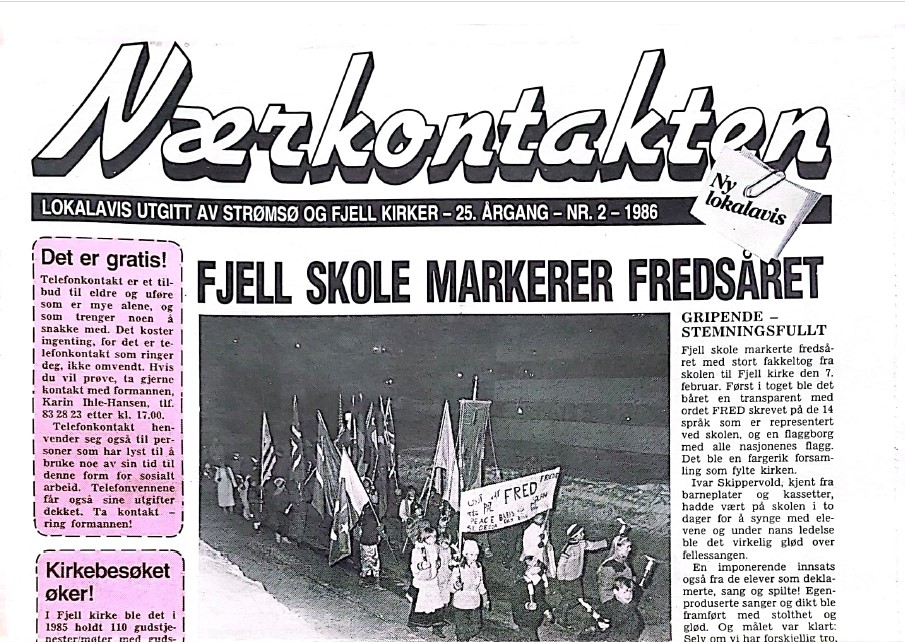 Nærkontakten
Ny
lokalavis
LOKALAVIS UTGITT AV STRØMSØ OG FJELL KIRKER – 25. ÅRGANG – NR. 2 – 1986
Det er gratis!
Telefonkontakt er et til-
bud til eldre og uføre
som er mye alene, og
som trenger noen å
snakke med. Det koster
ingenting, for det er te-
lefonkontakt som ringer
deg, ikke omvendt. Hvis
du vil prøve, ta gjerne
kontakt med formannen,
Karin Ihle-Hansen, tlf.
83 28 23 etter kl. 17.00.
Telefonkontakt hen-
vender seg også til per-
soner som har lyst til å
bruke noe av sin tid til
denne form for sosialt
arbeid. Telefonvennene
får også sine utgifter
dekket. Ta kontakt –
ring formannen!
Kirkebesøket
øker!
I Fjell kirke ble det i
1985 holdt 110 gudstje-
nester/møter med guds-
FJELL SKOLE MARKERER FREDSÅRET
FRED
PEACE
GRIPENDE –
STEMNINGSFULLT
Fjell skole markerte fredså-
ret med stort fakkeltog fra
skolen til Fjell kirke den 7.
februar. Først i toget ble det
båret en transparent med
ordet FRED skrevet på de 14
språk som er representert
ved skolen, og en flaggborg
med alle nasjonenes flagg.
Det ble en fargerik forsam-
ling som fylte kirken.
Ivar Skippervold, kjent fra
barneplater og kassetter,
hadde vært på skolen i to
dager for å synge med ele-
vene og under hans ledelse
ble det virkelig glød over
fellessangen.
En imponerende innsats
også fra de elever som dekla-
merte, sang og spilte! Egen-
produserte sanger og dikt ble
framført med stolthet og
glød. Og målet var klart:
Selv om vi har forskjellig tro,